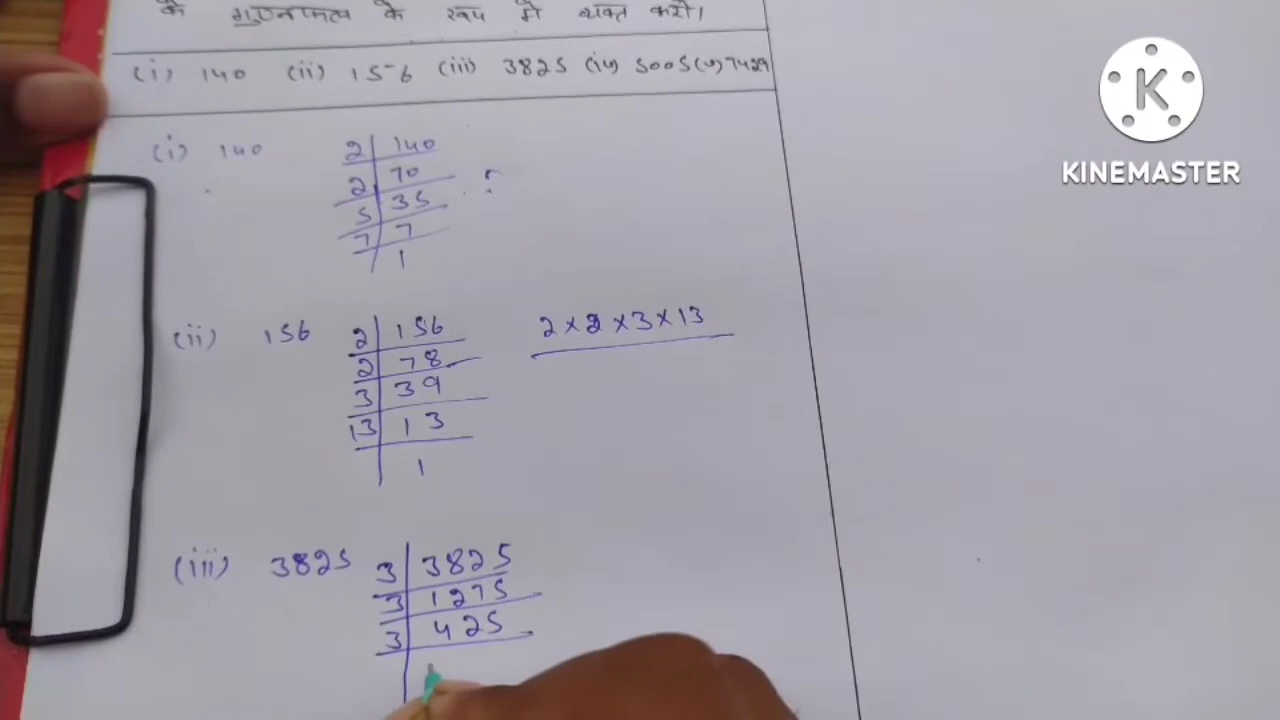 के गुणनफल के रूप में व्यक्त करो।
(i) 140 (ii) 156 (iii) 3825 (iv) 5005 (v) 7429
(i) 140
2 140
2 70
5 35
7 7
1
(ii) 156
2 156
2 78
3 39
13 13
1
2 × 2 × 3 × 13
(iii) 3825
3 3825
3 1275
3 425
K
KINEMASTER